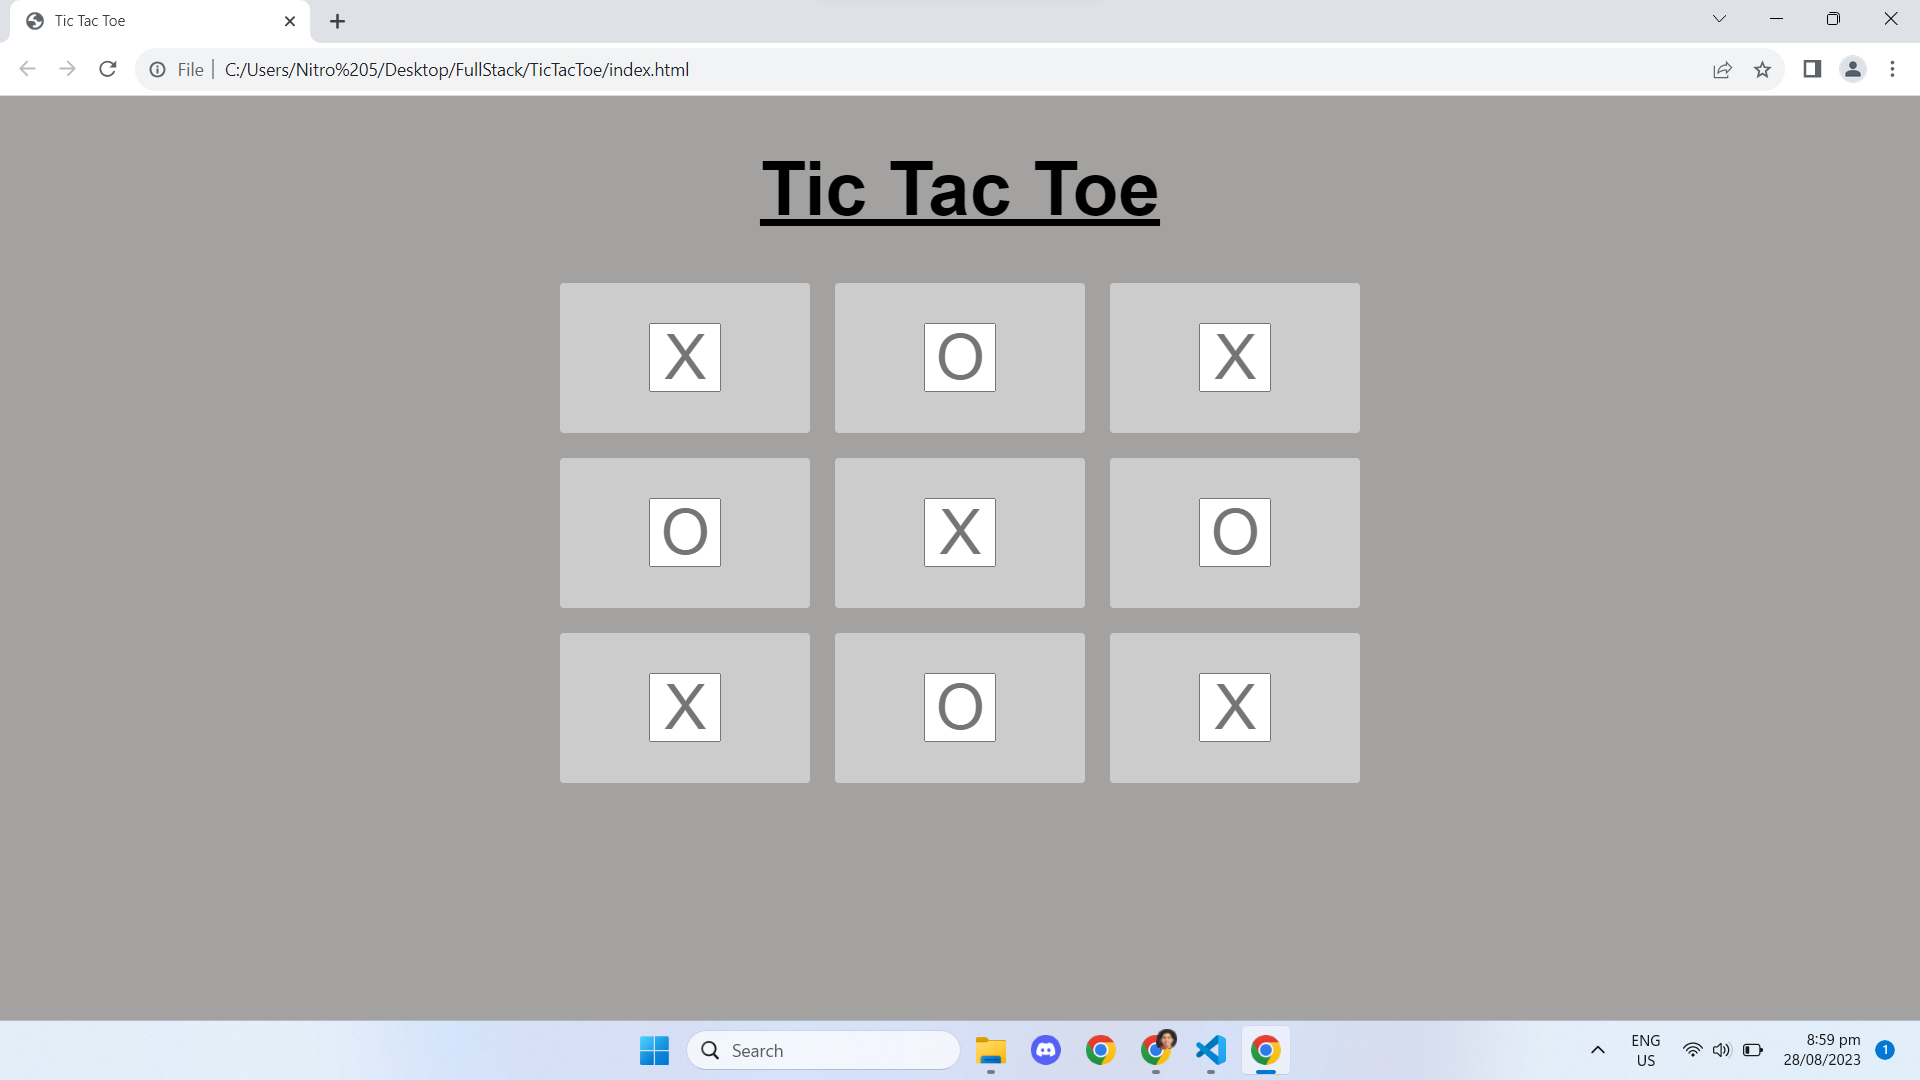 Tic Tac Toe
File
C:/Users/Nitro%205/Desktop/FullStack/TicTacToe/index.html
Tic Tac Toe
X O X
O X O
X O X
Search
ENG
US
8:59 pm
28/08/2023
1